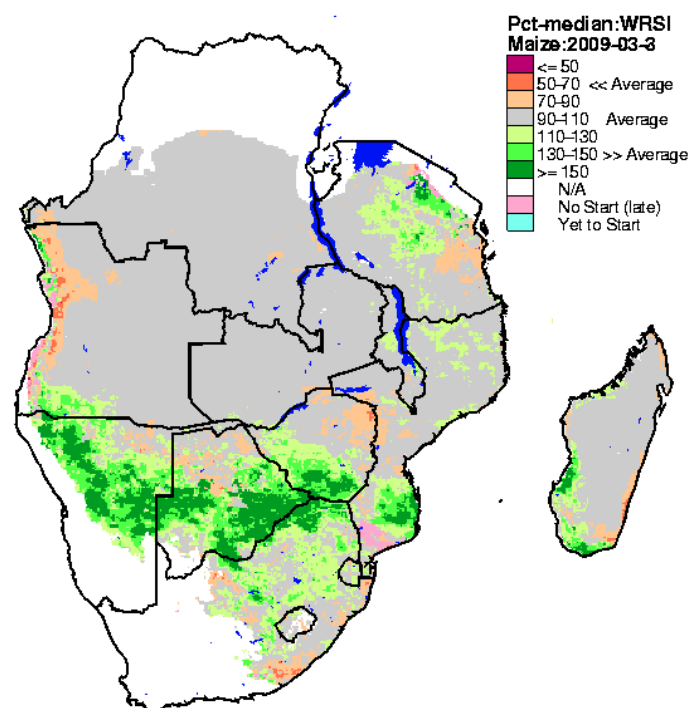 Pct-median:WRSI
Maize:2009-03-3
<= 50
50-70 << Average
70-90
90-110 Average
110-130
130-150 >> Average
>= 150
N/A
No Start (late)
Yet to Start